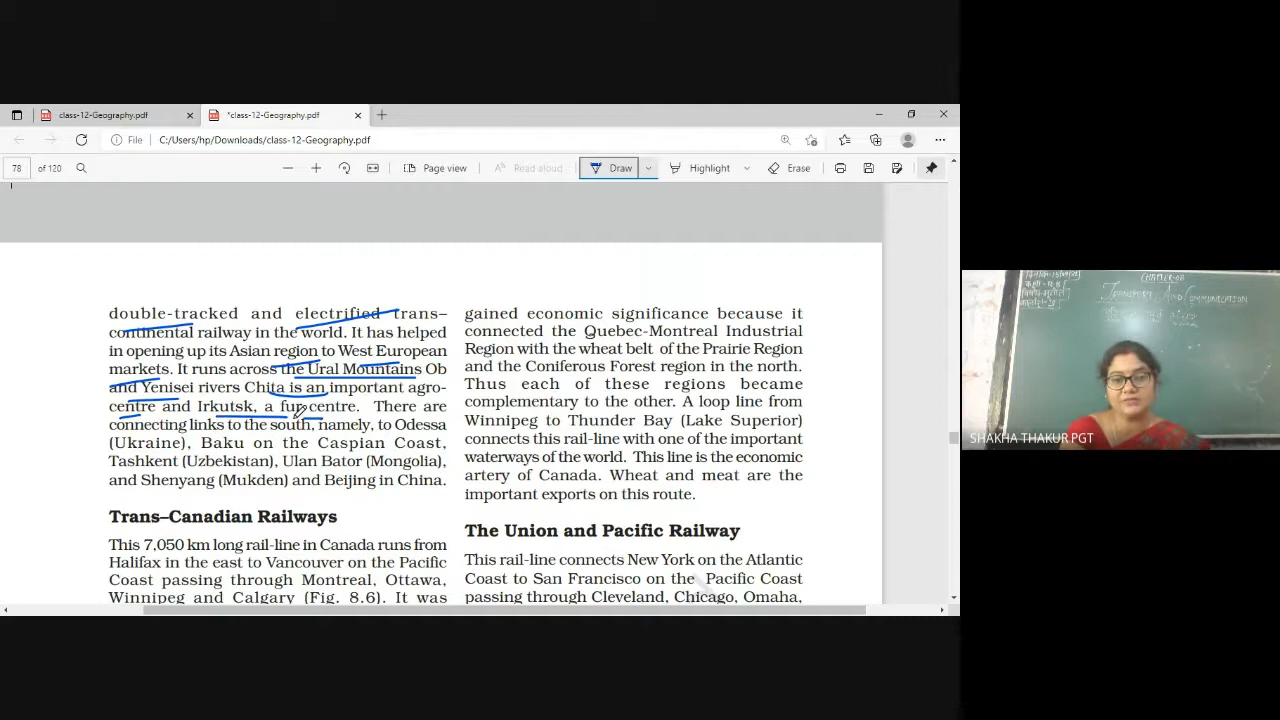 class-12-Geography.pdf
*class-12-Geography.pdf
File
C:/Users/hp/Downloads/class-12-Geography.pdf
78 of 120
Page view
Read aloud
Draw
Highlight
Erase
double-tracked and electrified trans–
continental railway in the world. It has helped
in opening up its Asian region to West European
markets. It runs across the Ural Mountains Ob
and Yenisei rivers Chita is an important agro-
centre and Irkutsk, a fur centre. There are
connecting links to the south, namely, to Odessa
(Ukraine), Baku on the Caspian Coast,
Tashkent (Uzbekistan), Ulan Bator (Mongolia),
and Shenyang (Mukden) and Beijing in China.
Trans–Canadian Railways
This 7,050 km long rail-line in Canada runs from
Halifax in the east to Vancouver on the Pacific
Coast passing through Montreal, Ottawa,
Winnipeg and Calgary (Fig. 8.6). It was
gained economic significance because it
connected the Quebec-Montreal Industrial
Region with the wheat belt of the Prairie Region
and the Coniferous Forest region in the north.
Thus each of these regions became
complementary to the other. A loop line from
Winnipeg to Thunder Bay (Lake Superior)
connects this rail-line with one of the important
waterways of the world. This line is the economic
artery of Canada. Wheat and meat are the
important exports on this route.
The Union and Pacific Railway
This rail-line connects New York on the Atlantic
Coast to San Francisco on the Pacific Coast
passing through Cleveland, Chicago, Omaha,
CHAPTER-08
TRANSPORT AND COMMUNICATION
SHAKHA THAKUR PGT